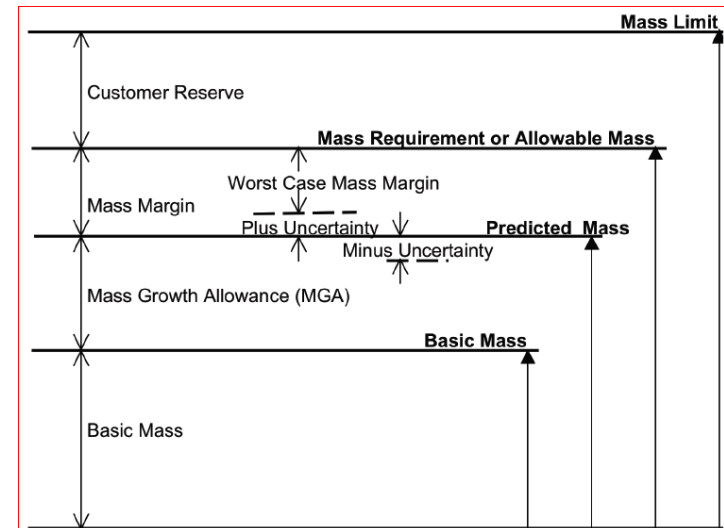 Mass Limit
Customer Reserve
Mass Requirement or Allowable Mass
Worst Case Mass Margin
Mass Margin
Plus Uncertainty
Predicted Mass
Minus Uncertainty
Mass Growth Allowance (MGA)
Basic Mass
Basic Mass